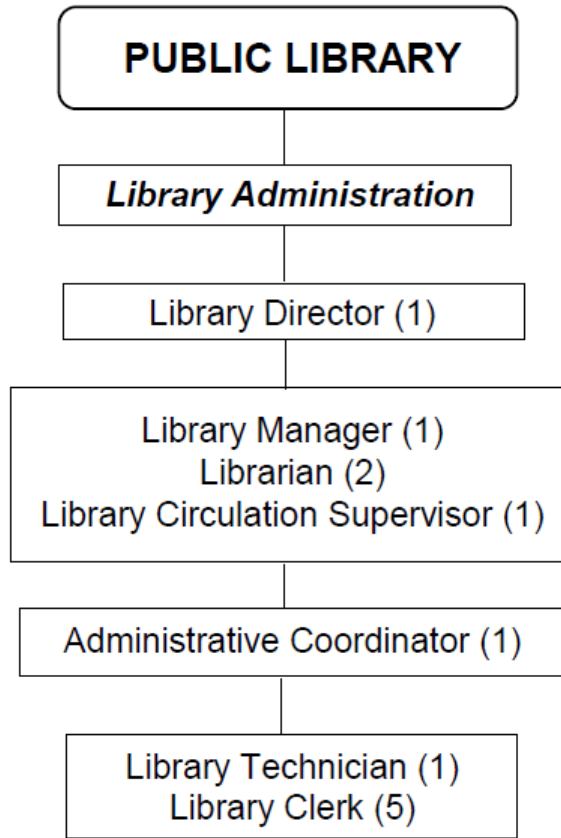 PUBLIC LIBRARY
Library Administration
Library Director (1)
Library Manager (1)
Librarian (2)
Library Circulation Supervisor (1)
Administrative Coordinator (1)
Library Technician (1)
Library Clerk (5)